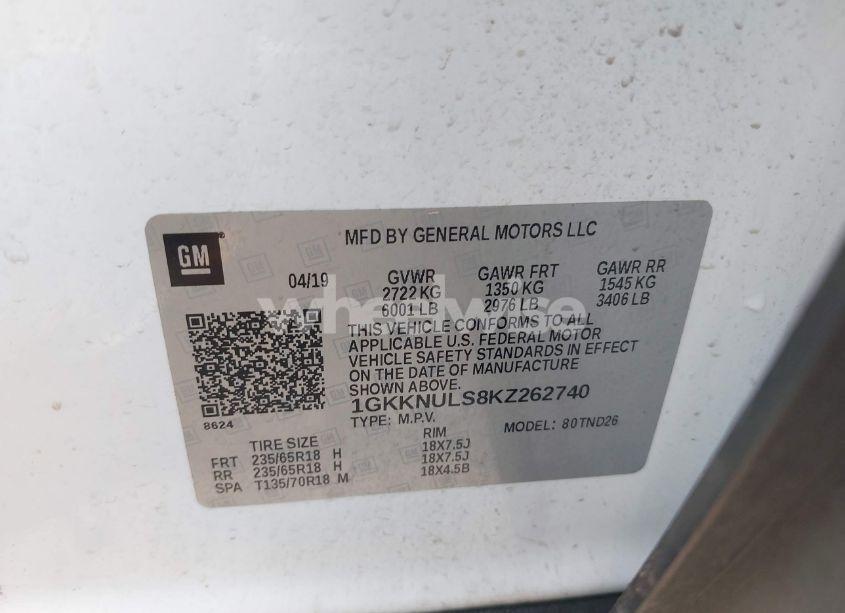 GM
MFD BY GENERAL MOTORS LLC
04/19
GVWR
2722 KG
6001 LB
GAWR FRT
1350 KG
2976 LB
GAWR RR
1545 KG
3406 LB
THIS VEHICLE CONFORMS TO ALL
APPLICABLE U.S. FEDERAL MOTOR
VEHICLE SAFETY STANDARDS IN EFFECT
ON THE DATE OF MANUFACTURE
SHOWN ABOVE.
1GKKNULS8KZ262740
8624
TYPE: M.P.V.
MODEL: 80TND26
TIRE SIZE RIM
FRT 235/65R18 H 18X7.5J
RR 235/65R18 H 18X7.5J
SPA T135/70R18 M 18X4.5B